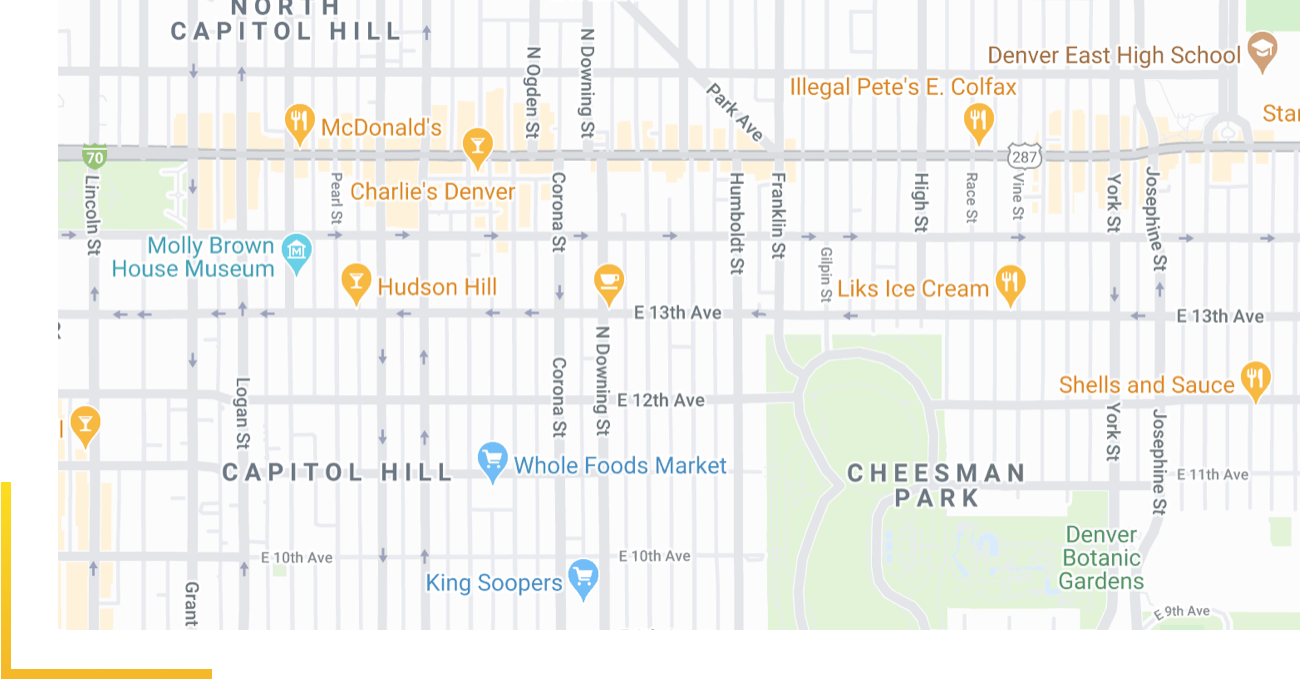 NORTH
CAPITOL HILL
Denver East High School
Illegal Pete's E. Colfax
N Ogden St
N Downing St
Park Ave
McDonald's
70
Charlie's Denver
287
Lincoln St
Pearl St
Corona St
Humboldt St
Franklin St
High St
Race St
Vine St
York St
Josephine St
Molly Brown
House Museum
Hudson Hill
Gilpin St
Liks Ice Cream
E 13th Ave
E 13th Ave
N Downing St
Corona St
Logan St
E 12th Ave
Shells and Sauce
York St
Josephine St
CAPITOL HILL
Whole Foods Market
CHEESMAN
PARK
E 11th Ave
E 10th Ave
E 10th Ave
King Soopers
Denver
Botanic
Gardens
Grant
E 9th Ave